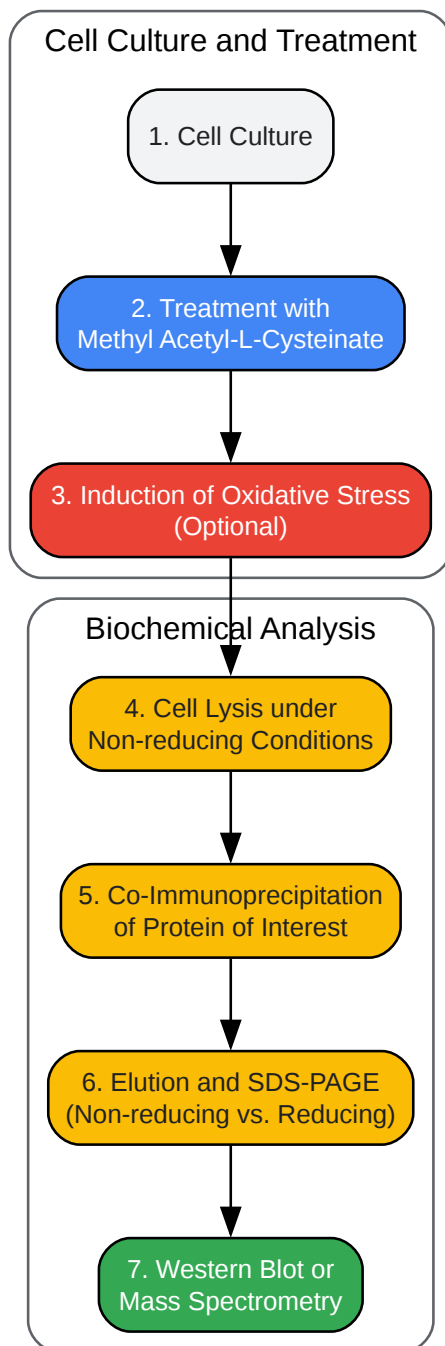 Cell Culture and Treatment
1. Cell Culture
2. Treatment with
Methyl Acetyl-L-Cysteinate
3. Induction of Oxidative Stress
(Optional)
Biochemical Analysis
4. Cell Lysis under
Non-reducing Conditions
5. Co-Immunoprecipitation
of Protein of Interest
6. Elution and SDS-PAGE
(Non-reducing vs. Reducing)
7. Western Blot or
Mass Spectrometry